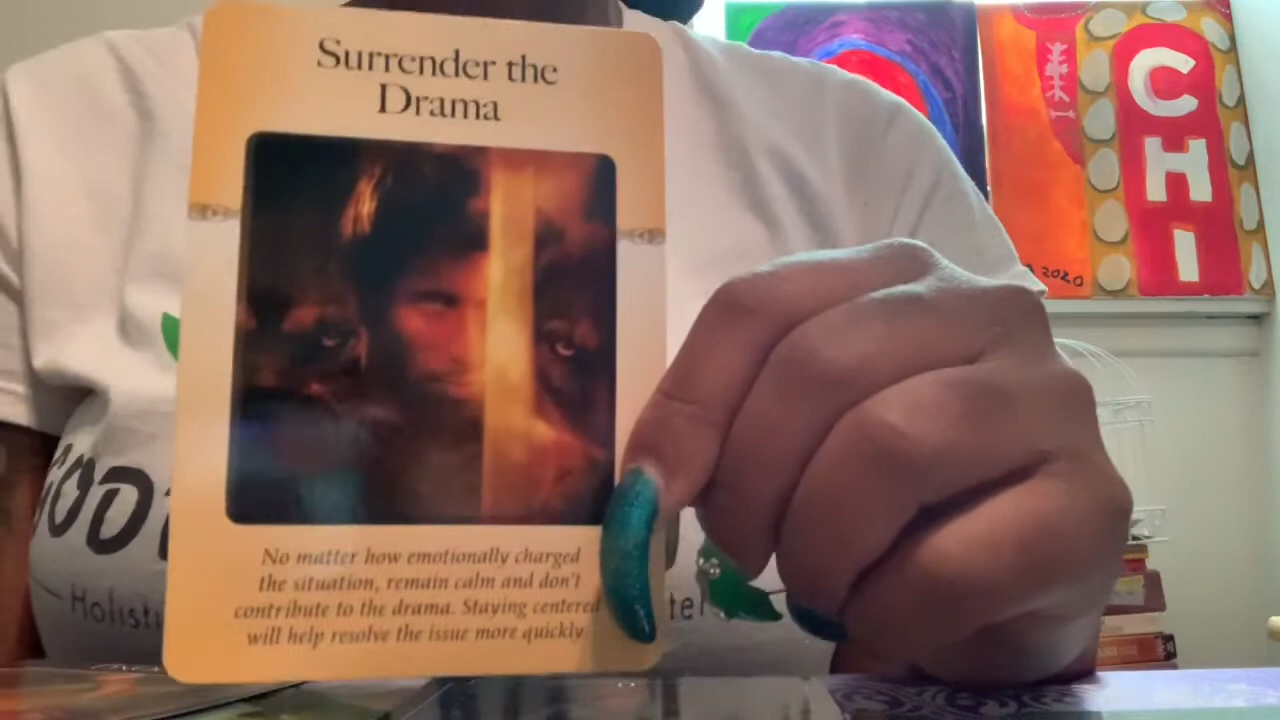 Surrender the
Drama
No matter how emotionally charged
the situation, remain calm and don't
contribute to the drama. Staying centered
will help resolve the issue more quickly.
CHI
2020